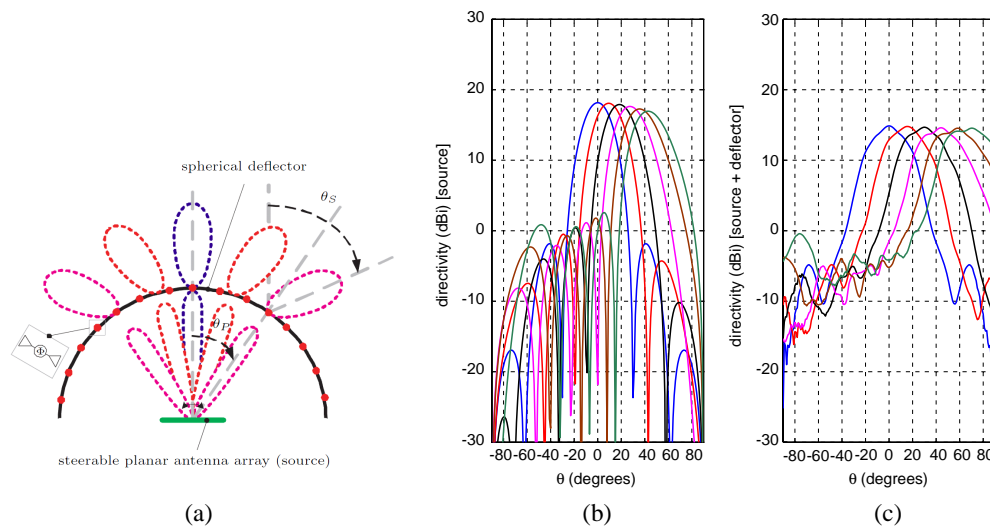 spherical deflector
θS
θP
Φ
steerable planar antenna array (source)
(a)
directivity (dBi) [source]
30
20
10
0
-10
-20
-30
-80 -60 -40 -20 0 20 40 60 80
θ (degrees)
(b)
directivity (dBi) [source + deflector]
30
20
10
0
-10
-20
-30
-80 -60 -40 -20 0 20 40 60 80
θ (degrees)
(c)